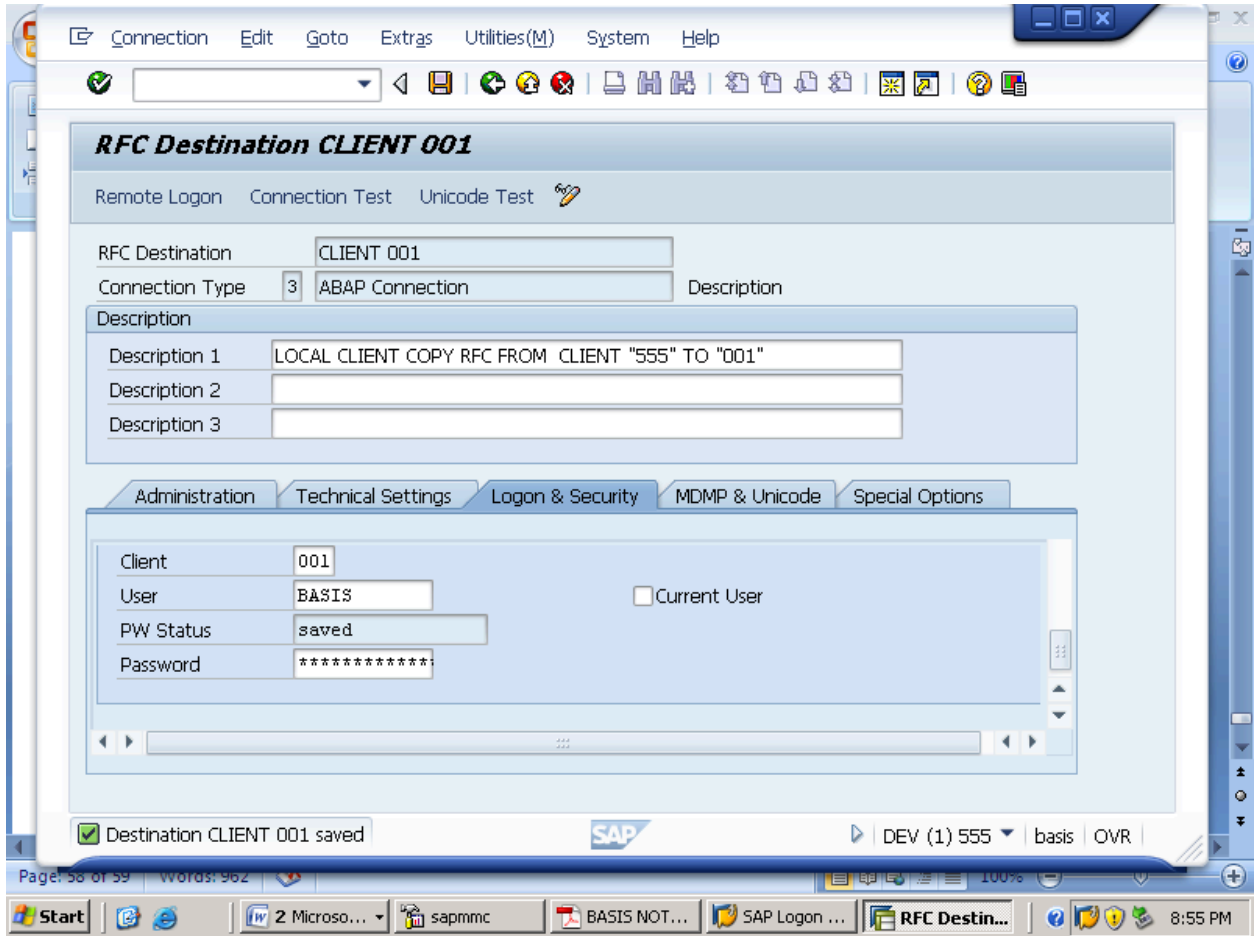 Connection Edit Goto Extras Utilities(M) System Help
RFC Destination CLIENT 001
Remote Logon Connection Test Unicode Test
RFC Destination CLIENT 001
Connection Type 3 ABAP Connection Description
Description
Description 1 LOCAL CLIENT COPY RFC FROM CLIENT "555" TO "001"
Description 2
Description 3
Administration Technical Settings Logon & Security MDMP & Unicode Special Options
Client 001
User BASIS Current User
PW Status saved
Password *************
Destination CLIENT 001 saved SAP DEV (1) 555 basis OVR
Page: 58 of 59 Words: 962 100%
Start 2 Microso... sapmmc BASIS NOT... SAP Logon ... RFC Destin... 8:55 PM